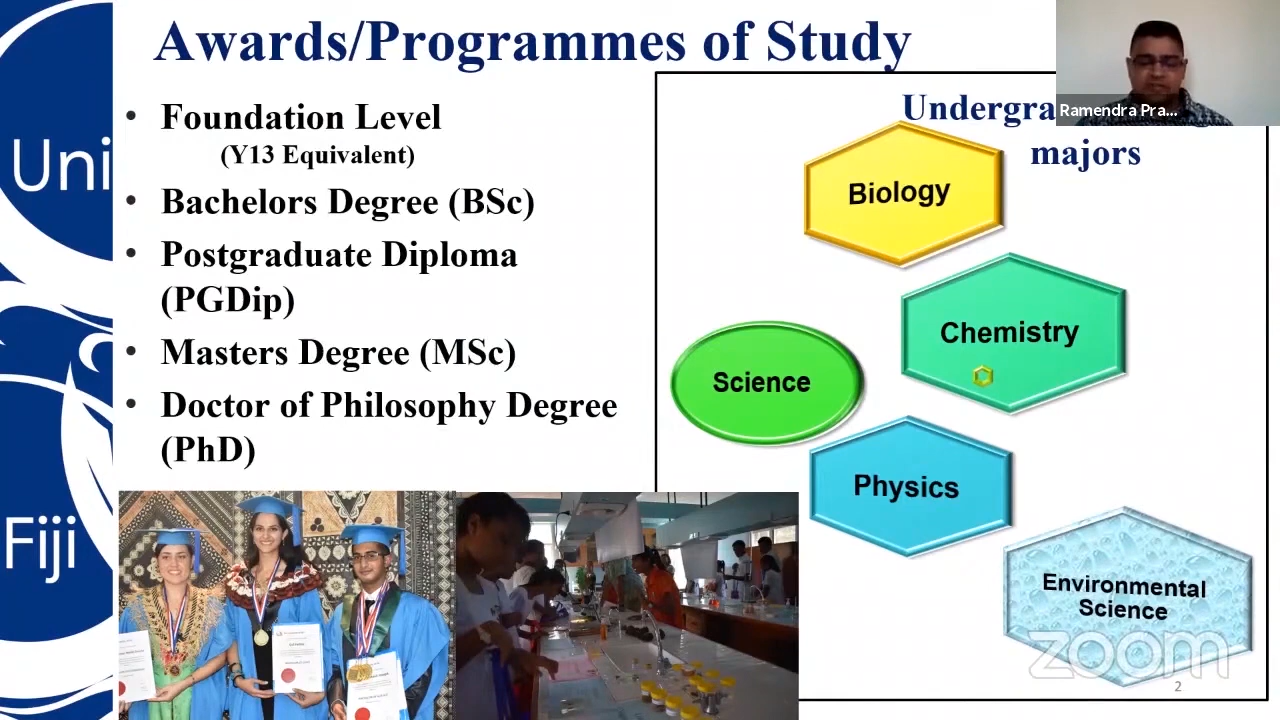 Awards/Programmes of Study
Uni
Fiji
• Foundation Level
(Y13 Equivalent)
• Bachelors Degree (BSc)
• Postgraduate Diploma
(PGDip)
• Masters Degree (MSc)
• Doctor of Philosophy Degree
(PhD)
Undergra
majors
Ramendra Pra...
Biology
Chemistry
Science
Physics
Environmental
Science
zoom
2